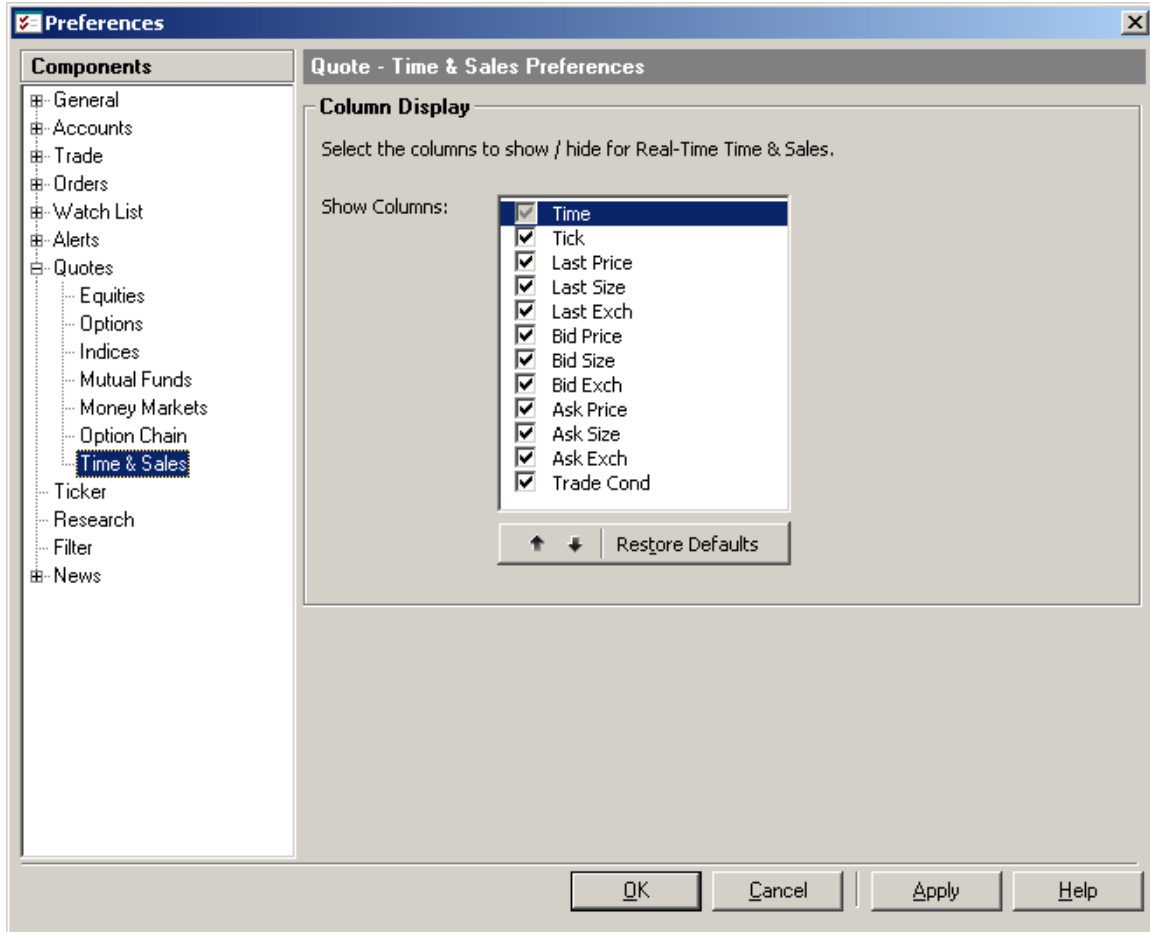 Preferences
Components
General
Accounts
Trade
Orders
Watch List
Alerts
Quotes
Equities
Options
Indices
Mutual Funds
Money Markets
Option Chain
Time & Sales
Ticker
Research
Filter
News
Quote - Time & Sales Preferences
Column Display
Select the columns to show / hide for Real-Time Time & Sales.
Show Columns:
Time
Tick
Last Price
Last Size
Last Exch
Bid Price
Bid Size
Bid Exch
Ask Price
Ask Size
Ask Exch
Trade Cond
Restore Defaults
OK Cancel Apply Help